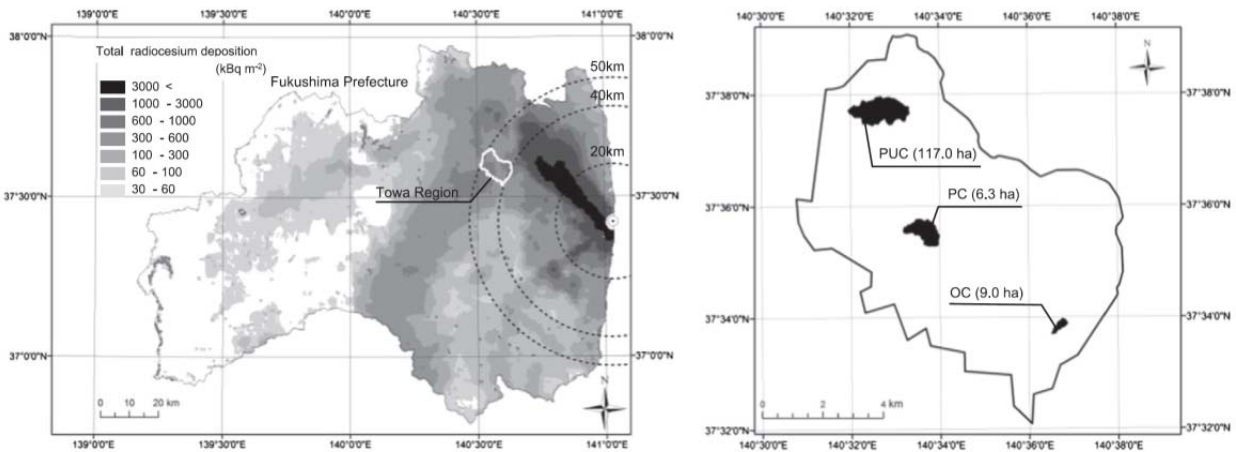 139°0'0"E 139°30'0"E 140°0'0"E 140°30'0"E 141°0'0"E
38°0'0"N 38°0'0"N
Total radiocesium deposition
(kBq m-2)
3000 <
1000 - 3000
600 - 1000
300 - 600
100 - 300
60 - 100
30 - 60
Fukushima Prefecture
50km
40km
20km
Towa Region
37°30'0"N 37°30'0"N
37°0'0"N 37°0'0"N
N
0 10 20 km
139°0'0"E 139°30'0"E 140°0'0"E 140°30'0"E 141°0'0"E
140°30'0"E 140°32'0"E 140°34'0"E 140°36'0"E 140°38'0"E
N
37°38'0"N 37°38'0"N
PUC (117.0 ha)
PC (6.3 ha)
37°36'0"N 37°36'0"N
OC (9.0 ha)
37°34'0"N 37°34'0"N
0 2 4 km
37°32'0"N 37°32'0"N
140°30'0"E 140°32'0"E 140°34'0"E 140°36'0"E 140°38'0"E